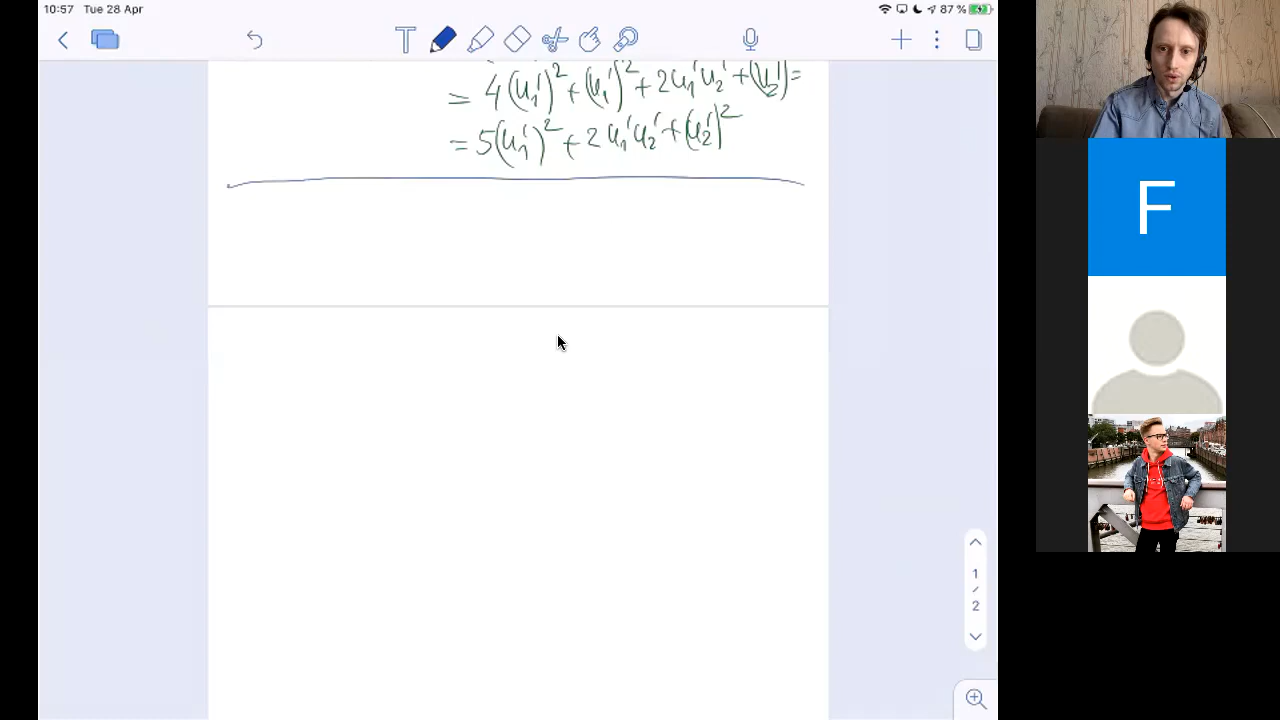 10:57 Tue 28 Apr
87 %
T
= 4(u₁')² + (u₁')² + 2u₁'u₂' + (u₂')² =
= 5(u₁')² + 2u₁'u₂' + (u₂')²
F
1
/
2